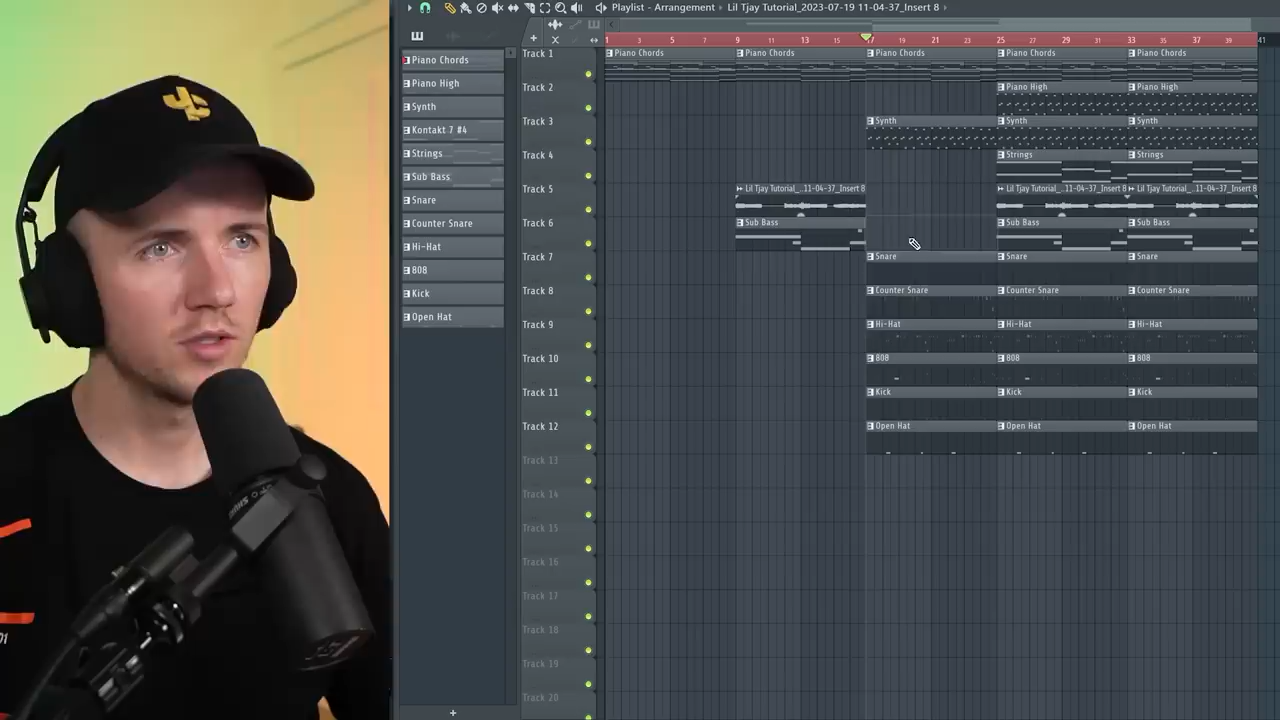 Playlist - Arrangement › Lil Tjay Tutorial_2023-07-19 11-04-37_Insert 8 ›
1 3 5 7 9 11 13 15 17 19 21 23 25 27 29 31 33 35 37 39 41
Piano Chords
Piano High
Synth
Kontakt 7 #4
Strings
Sub Bass
Snare
Counter Snare
Hi-Hat
808
Kick
Open Hat
Track 1 Piano Chords Piano Chords Piano Chords Piano Chords Piano Chords
Track 2 Piano High Piano High
Track 3 Synth Synth Synth
Track 4 Strings Strings
Track 5 Lil Tjay Tutorial_..11-04-37_Insert 8 Lil Tjay Tutorial_..11-04-37_Insert 8 Lil Tjay Tutorial_..11-04-37_Insert 8
Track 6 Sub Bass Sub Bass Sub Bass
Track 7 Snare Snare Snare
Track 8 Counter Snare Counter Snare Counter Snare
Track 9 Hi-Hat Hi-Hat Hi-Hat
Track 10 808 808 808
Track 11 Kick Kick Kick
Track 12 Open Hat Open Hat Open Hat
Track 13
Track 14
Track 15
Track 16
Track 17
Track 18
Track 19
Track 20